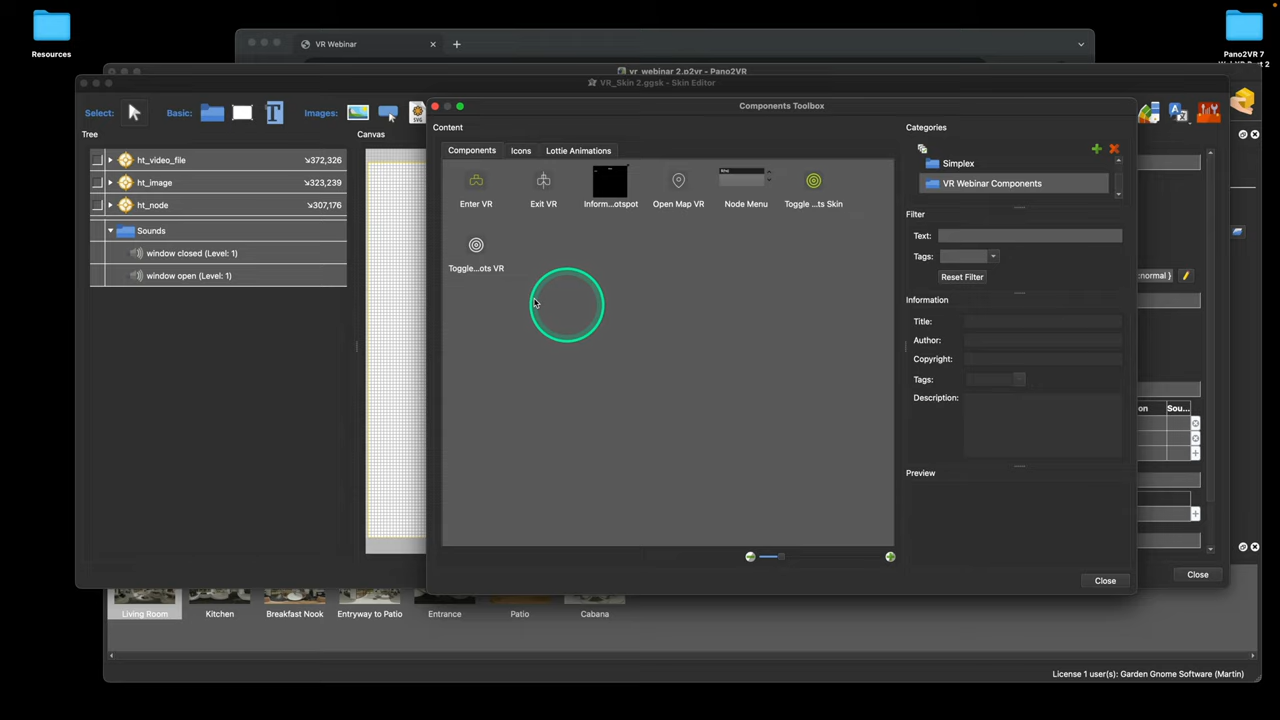 Resources
Pano2VR 7
VR Webinar
vr_webinar 2.p2vr - Pano2VR
VR_Skin 2.ggsk - Skin Editor
Select:
Basic:
Images:
Tree
Canvas
ht_video_file
372,326
ht_image
323,239
ht_node
307,176
Sounds
window closed (Level: 1)
window open (Level: 1)
Components Toolbox
Content
Components
Icons
Lottie Animations
Enter VR
Exit VR
Inform...otspot
Open Map VR
Node Menu
Toggle ...ts Skin
Toggle...ots VR
Categories
Simplex
VR Webinar Components
Filter
Text:
Tags:
Reset Filter
Information
Title:
Author:
Copyright:
Tags:
Description:
Preview
Close
:normal }
on
Sou...
Close
Living Room
Kitchen
Breakfast Nook
Entryway to Patio
Entrance
Patio
Cabana
License 1 user(s): Garden Gnome Software (Martin)